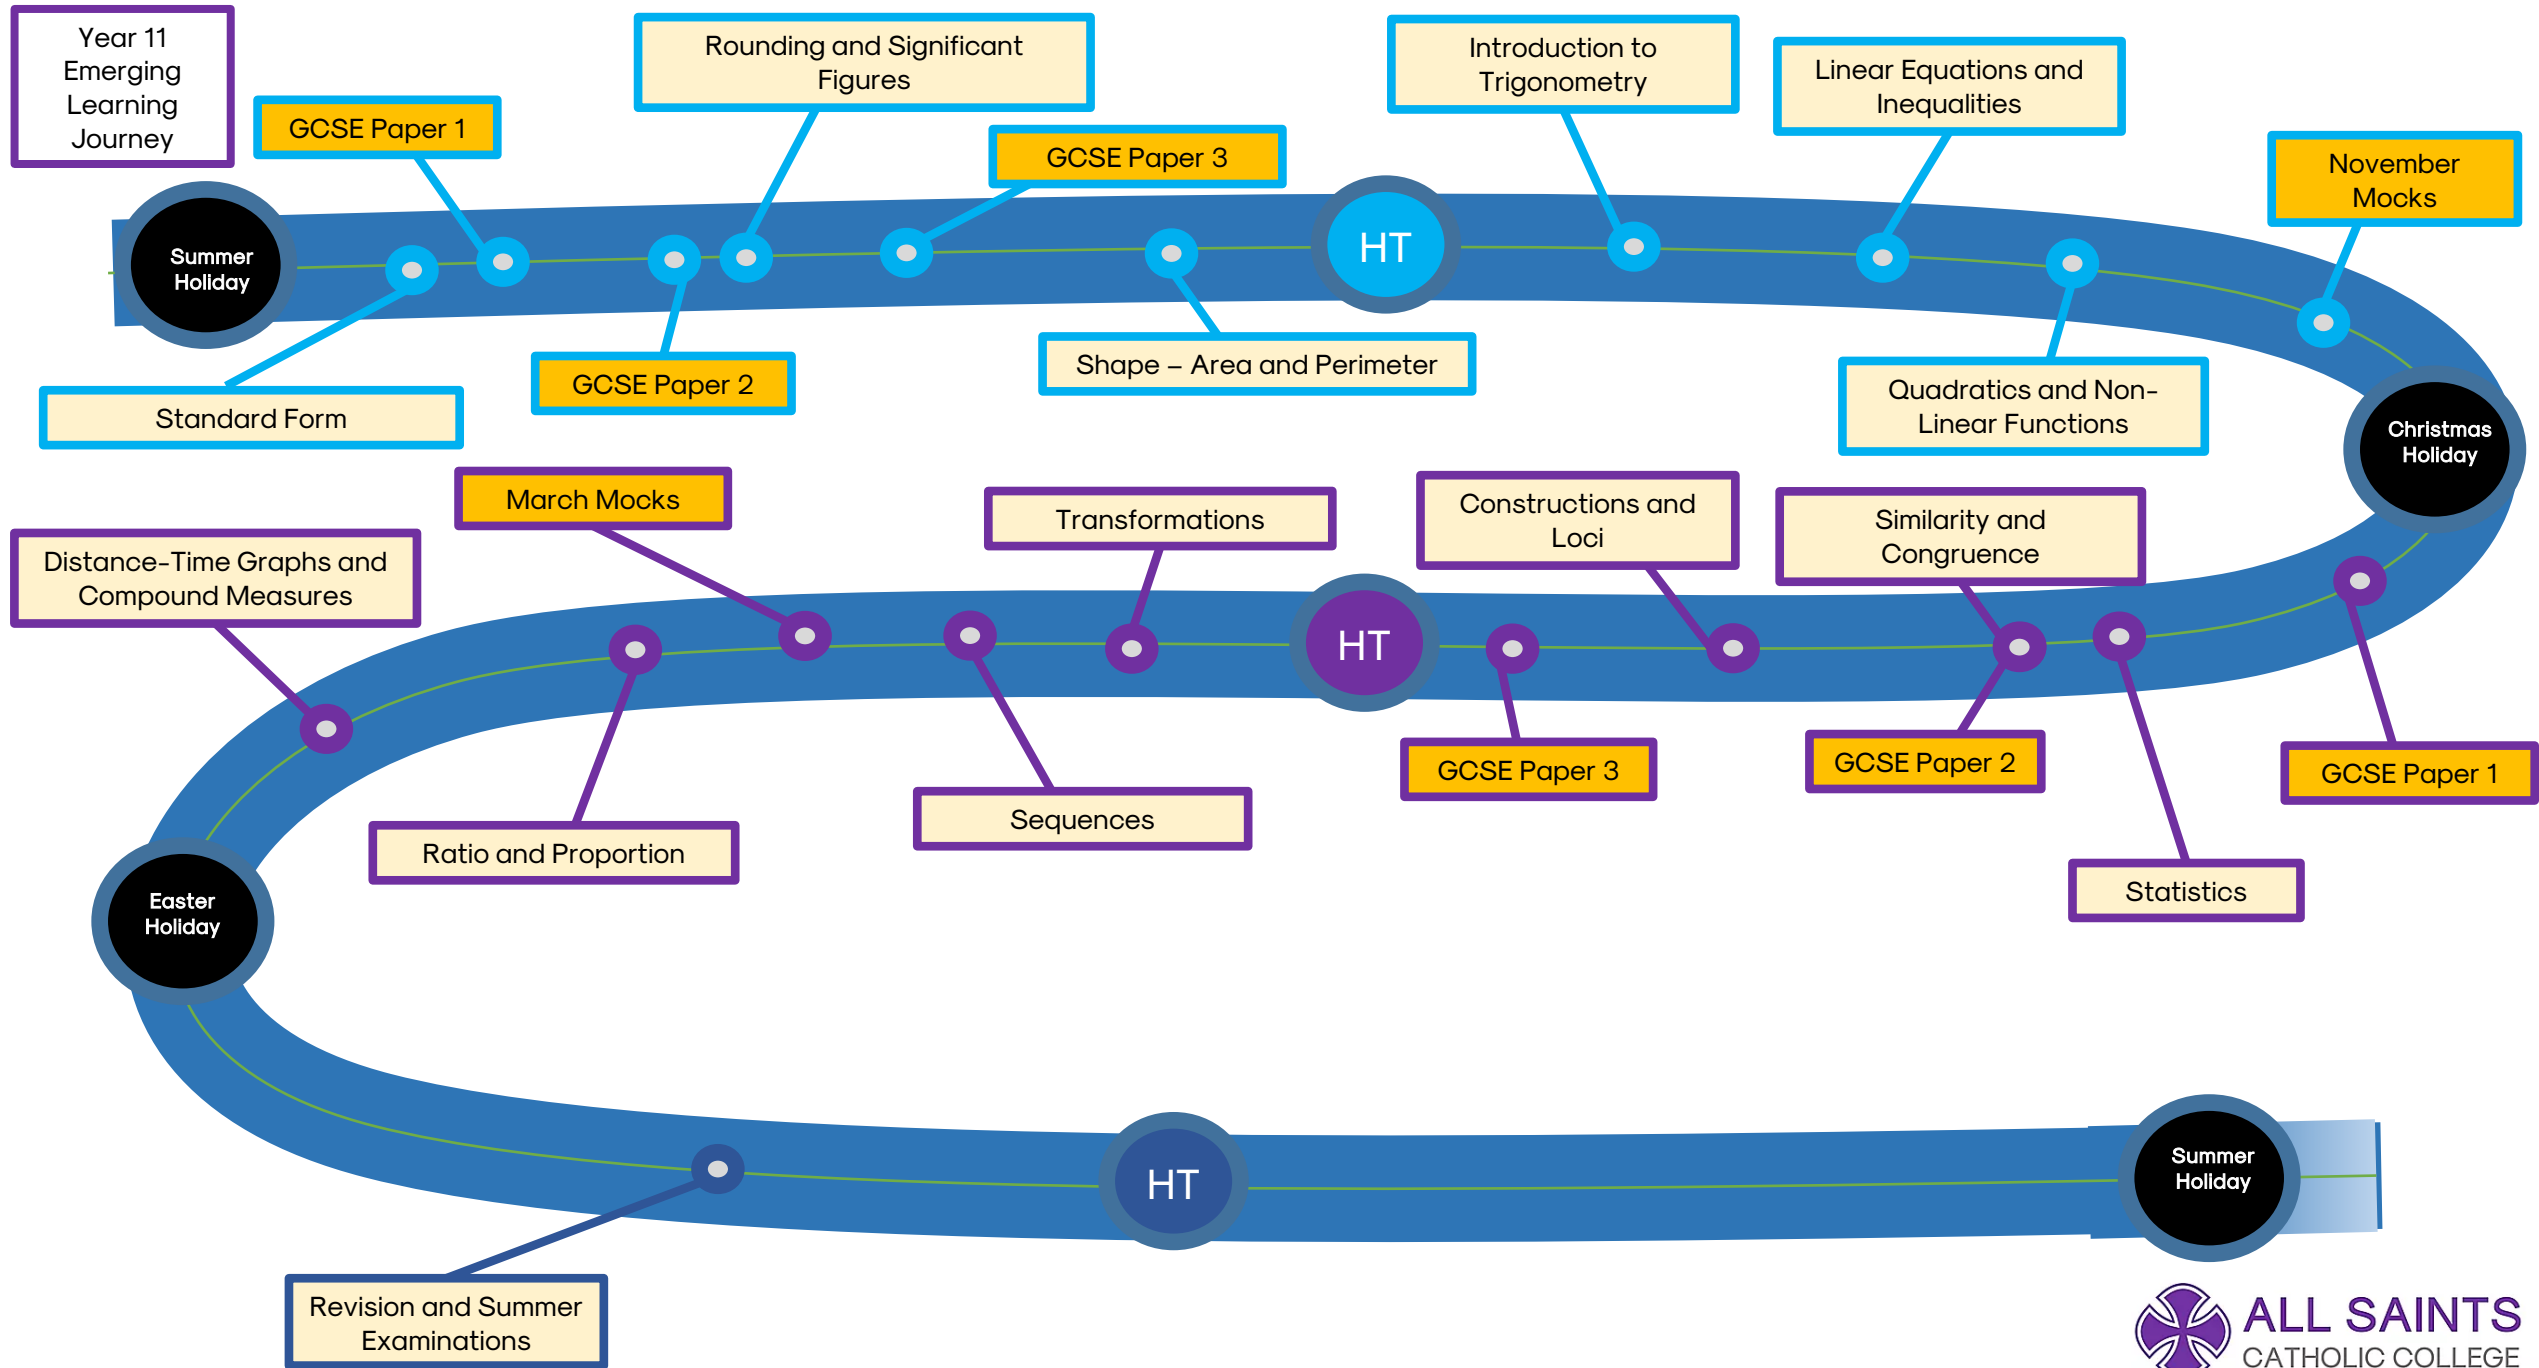 Year 11
Emerging
Learning
Journey
GCSE Paper 1
Rounding and Significant
Figures
GCSE Paper 3
Introduction to
Trigonometry
Linear Equations and
Inequalities
November
Mocks
Summer
Holiday
HT
Standard Form
GCSE Paper 2
Shape – Area and Perimeter
Quadratics and Non-
Linear Functions
Christmas
Holiday
Distance-Time Graphs and
Compound Measures
March Mocks
Transformations
Constructions and
Loci
Similarity and
Congruence
HT
Ratio and Proportion
Sequences
GCSE Paper 3
GCSE Paper 2
GCSE Paper 1
Statistics
Easter
Holiday
HT
Summer
Holiday
Revision and Summer
Examinations
ALL SAINTS
CATHOLIC COLLEGE